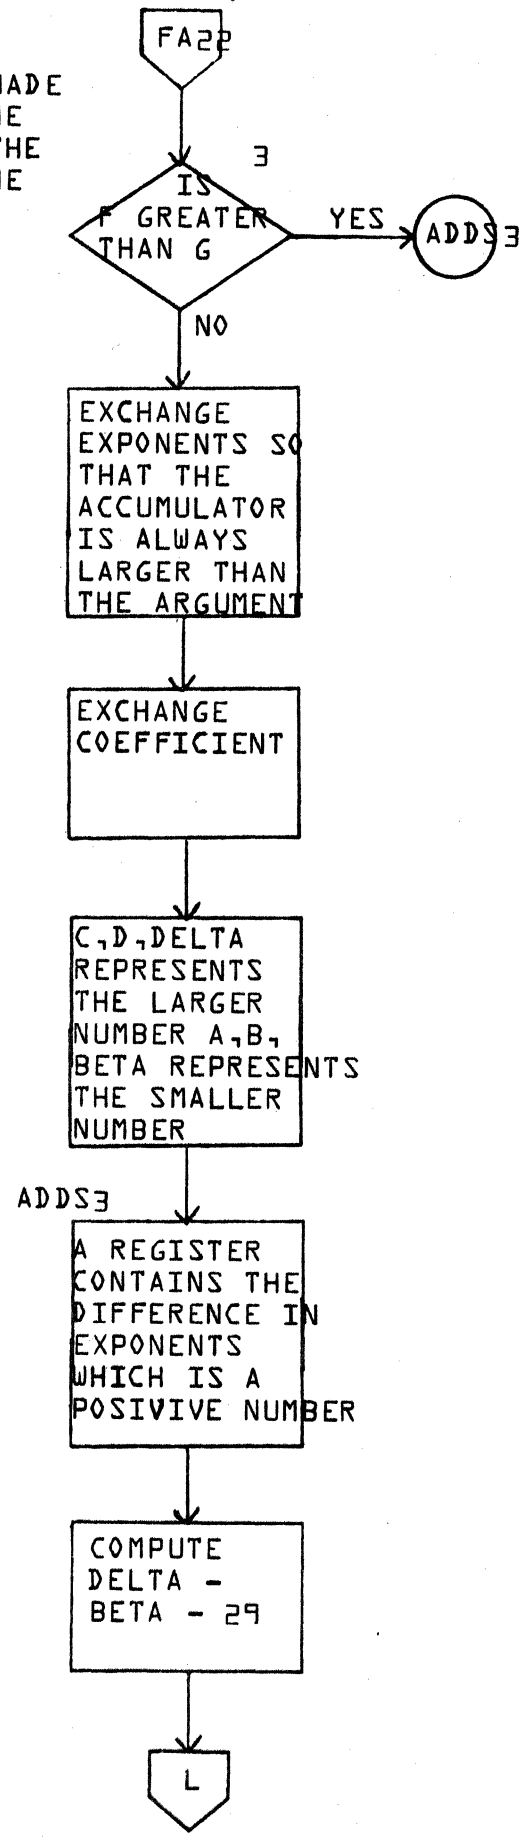 FA22
3
IS
F GREATER
THAN G
YES
ADDS3
NO
EXCHANGE
EXPONENTS SO
THAT THE
ACCUMULATOR
IS ALWAYS
LARGER THAN
THE ARGUMENT
EXCHANGE
COEFFICIENT
C,D,DELTA
REPRESENTS
THE LARGER
NUMBER A,B,
BETA REPRESENTS
THE SMALLER
NUMBER
ADDS3
A REGISTER
CONTAINS THE
DIFFERENCE IN
EXPONENTS
WHICH IS A
POSIVIVE NUMBER
COMPUTE
DELTA -
BETA - 29
L